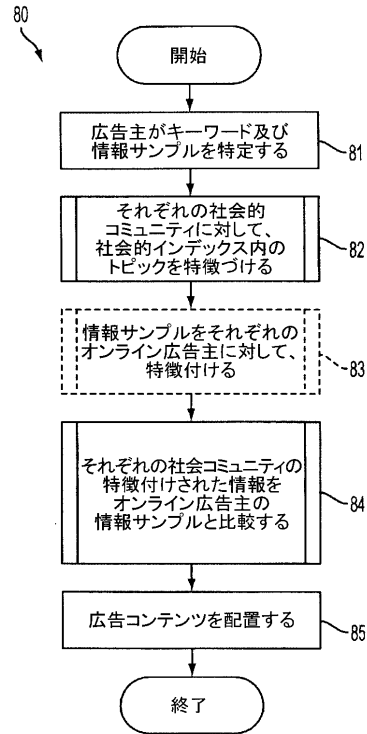 80
開始
広告主がキーワード及び
情報サンプルを特定する
81
それぞれの社会的
コミュニティに対して、
社会的インデックス内の
トピックを特徴づける
82
情報サンプルをそれぞれの
オンライン広告主に対して、
特徴付ける
83
それぞれの社会コミュニティの
特徴付けされた情報を
オンライン広告主の
情報サンプルと比較する
84
広告コンテンツを配置する
85
終了